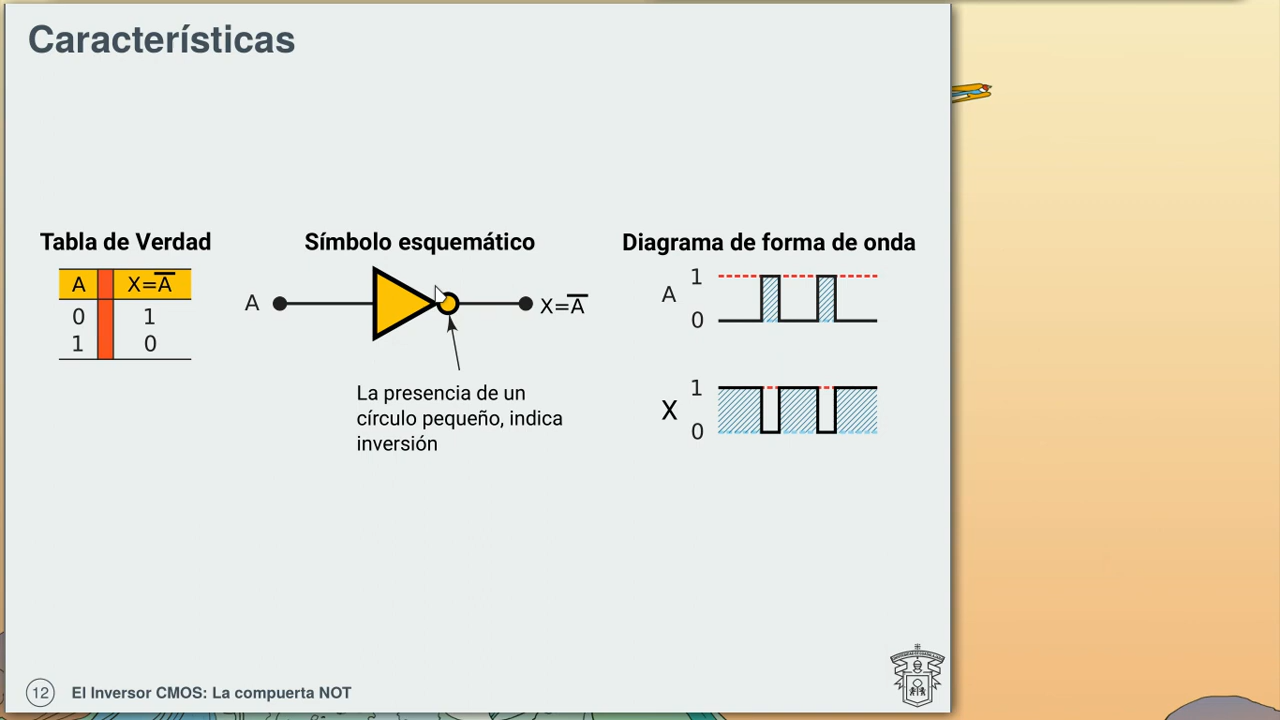 Características
Tabla de Verdad
A X=A̅
0 1
1 0
Símbolo esquemático
A X=A̅
La presencia de un
círculo pequeño, indica
inversión
Diagrama de forma de onda
A 1
0
X 1
0
12 El Inversor CMOS: La compuerta NOT